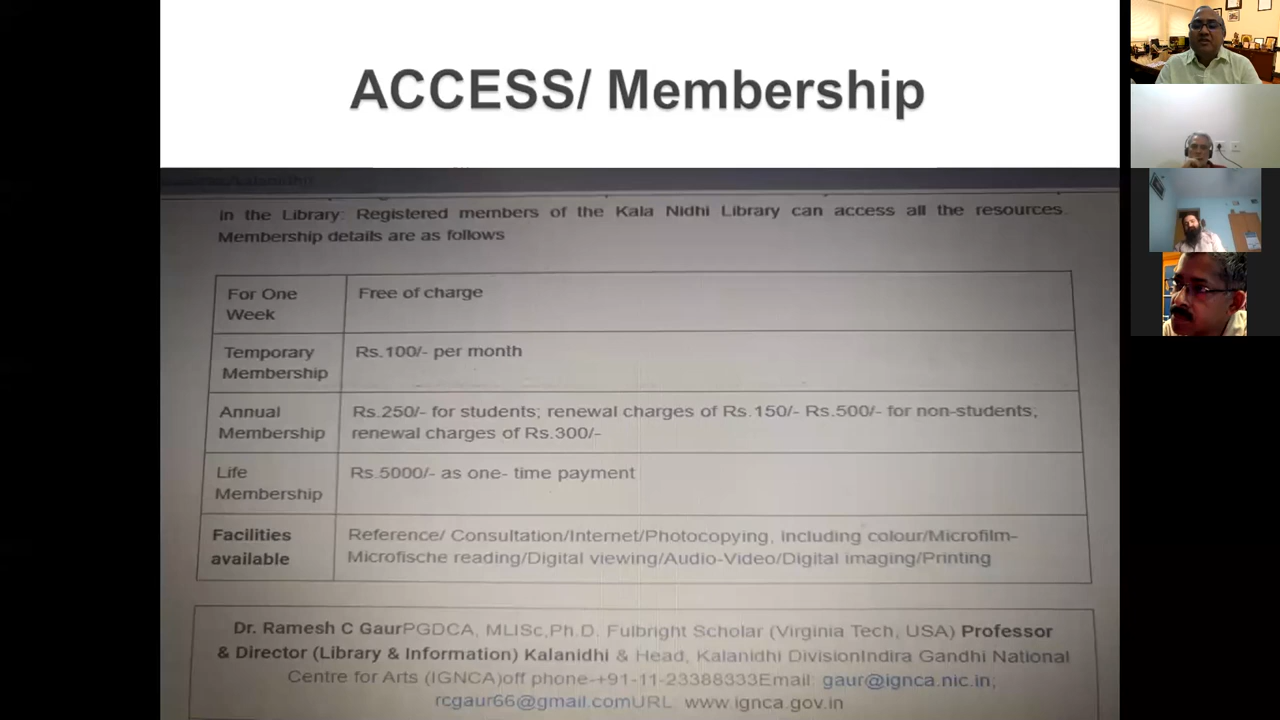 ACCESS/ Membership
in the Library: Registered members of the Kala Nidhi Library can access all the resources.
Membership details are as follows
For One Week
Free of charge
Temporary Membership
Rs.100/- per month
Annual Membership
Rs.250/- for students; renewal charges of Rs.150/- Rs.500/- for non-students,
renewal charges of Rs.300/-
Life Membership
Rs.5000/- as one- time payment
Facilities available
Reference/ Consultation/Internet/Photocopying, including colour/Microfilm-
Microfische reading/Digital viewing/Audio-Video/Digital imaging/Printing
Dr. Ramesh C GaurPGDCA, MLISc,Ph.D. Fulbright Scholar (Virginia Tech, USA) Professor
& Director (Library & Information) Kalanidhi & Head, Kalanidhi DivisionIndira Gandhi National
Centre for Arts (IGNCA)off phone-+91-11-23388333Email: gaur@ignca.nic.in;
rcgaur66@gmail.comURL www.ignca.gov.in